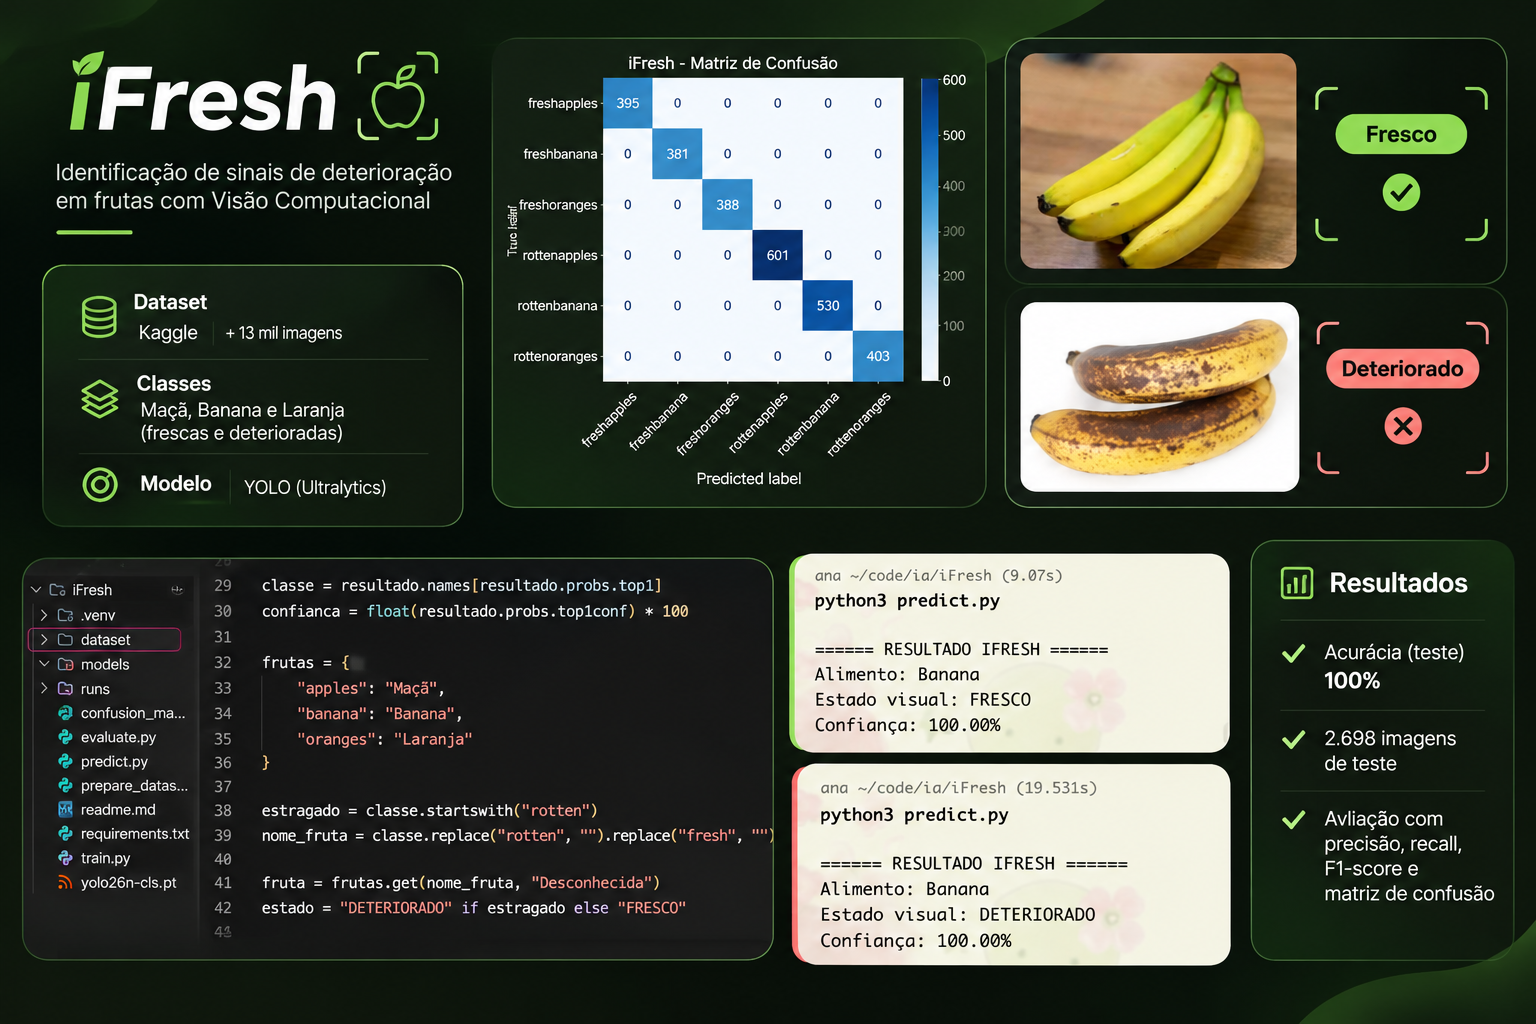 iFresh
Identificação de sinais de deterioração
em frutas com Visão Computacional
Dataset
Kaggle + 13 mil imagens
Classes
Maçã, Banana e Laranja
(frescas e deterioradas)
Modelo YOLO (Ultralytics)
iFresh - Matriz de Confusão
freshapples 395 0 0 0 0 0
freshbanana 0 381 0 0 0 0
freshoranges 0 0 388 0 0 0
rottenapples 0 0 0 601 0 0
rottenbanana 0 0 0 0 530 0
rottenoranges 0 0 0 0 0 403
freshapples freshbanana freshoranges rottenapples rottenbanana rottenoranges
Predicted label
600
500
400
300
200
100
0
Fresco
Deteriorado
iFresh
.venv
dataset
models
runs
confusion_ma...
evaluate.py
predict.py
prepare_datas...
readme.md
requirements.txt
train.py
yolo26n-cls.pt
29 classe = resultado.names[resultado.probs.top1]
30 confianca = float(resultado.probs.top1conf) * 100
31
32 frutas = {
33 "apples": "Maçã",
34 "banana": "Banana",
35 "oranges": "Laranja"
36 }
37
38 estragado = classe.startswith("rotten")
39 nome_fruta = classe.replace("rotten", "").replace("fresh", "")
40
41 fruta = frutas.get(nome_fruta, "Desconhecida")
42 estado = "DETERIORADO" if estragado else "FRESCO"
ana ~/code/ia/iFresh (9.07s)
python3 predict.py
====== RESULTADO IFRESH ======
Alimento: Banana
Estado visual: FRESCO
Confiança: 100.00%
ana ~/code/ia/iFresh (19.531s)
python3 predict.py
====== RESULTADO IFRESH ======
Alimento: Banana
Estado visual: DETERIORADO
Confiança: 100.00%
Resultados
Acurácia (teste)
100%
2.698 imagens
de teste
Avliação com
precisão, recall,
F1-score e
matriz de confusão